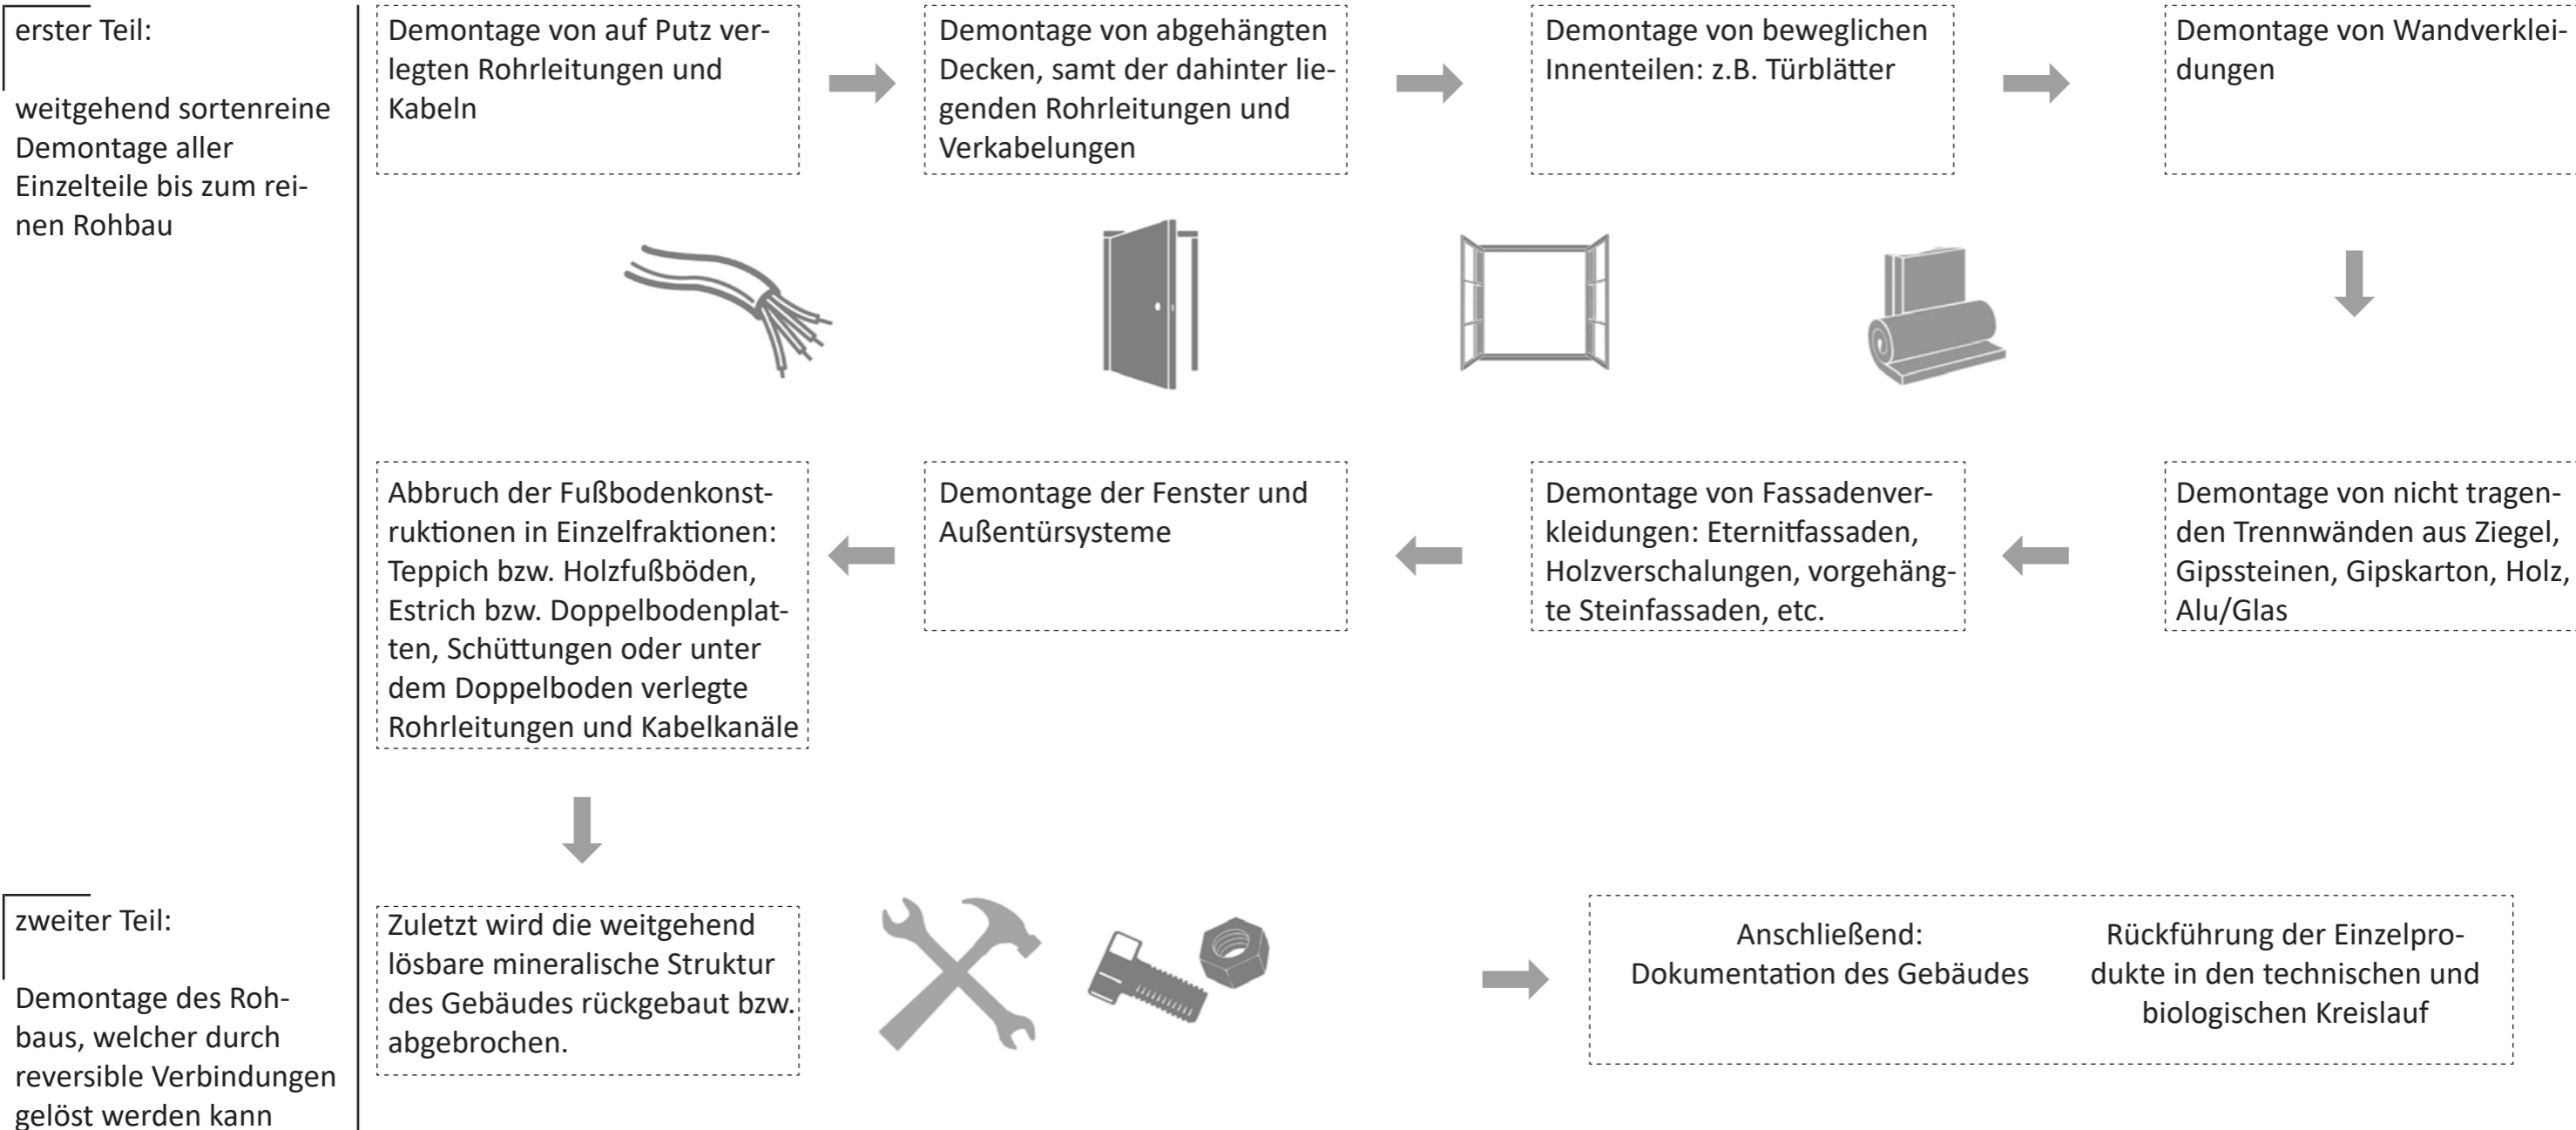 erster Teil:
weitgehend sortenreine
Demontage aller
Einzelteile bis zum rei-
nen Rohbau
Demontage von auf Putz ver-
legten Rohrleitungen und
Kabeln
Demontage von abgehängten
Decken, samt der dahinter lie-
genden Rohrleitungen und
Verkabelungen
Demontage von beweglichen
Innenteilen: z.B. Türblätter
Demontage von Wandverklei-
dungen
Demontage von nicht tragen-
den Trennwänden aus Ziegel,
Gipssteinen, Gipskarton, Holz,
Alu/Glas
Demontage von Fassadenver-
kleidungen: Eternitfassaden,
Holzverschalungen, vorgehäng-
te Steinfassaden, etc.
Demontage der Fenster und
Außentürsysteme
Abbruch der Fußbodenkonst-
ruktionen in Einzelfraktionen:
Teppich bzw. Holzfußböden,
Estrich bzw. Doppelbodenplat-
ten, Schüttungen oder unter
dem Doppelboden verlegte
Rohrleitungen und Kabelkanäle
zweiter Teil:
Demontage des Roh-
baus, welcher durch
reversible Verbindungen
gelöst werden kann
Zuletzt wird die weitgehend
lösbare mineralische Struktur
des Gebäudes rückgebaut bzw.
abgebrochen.
Anschließend:
Dokumentation des Gebäudes
Rückführung der Einzelpro-
dukte in den technischen und
biologischen Kreislauf